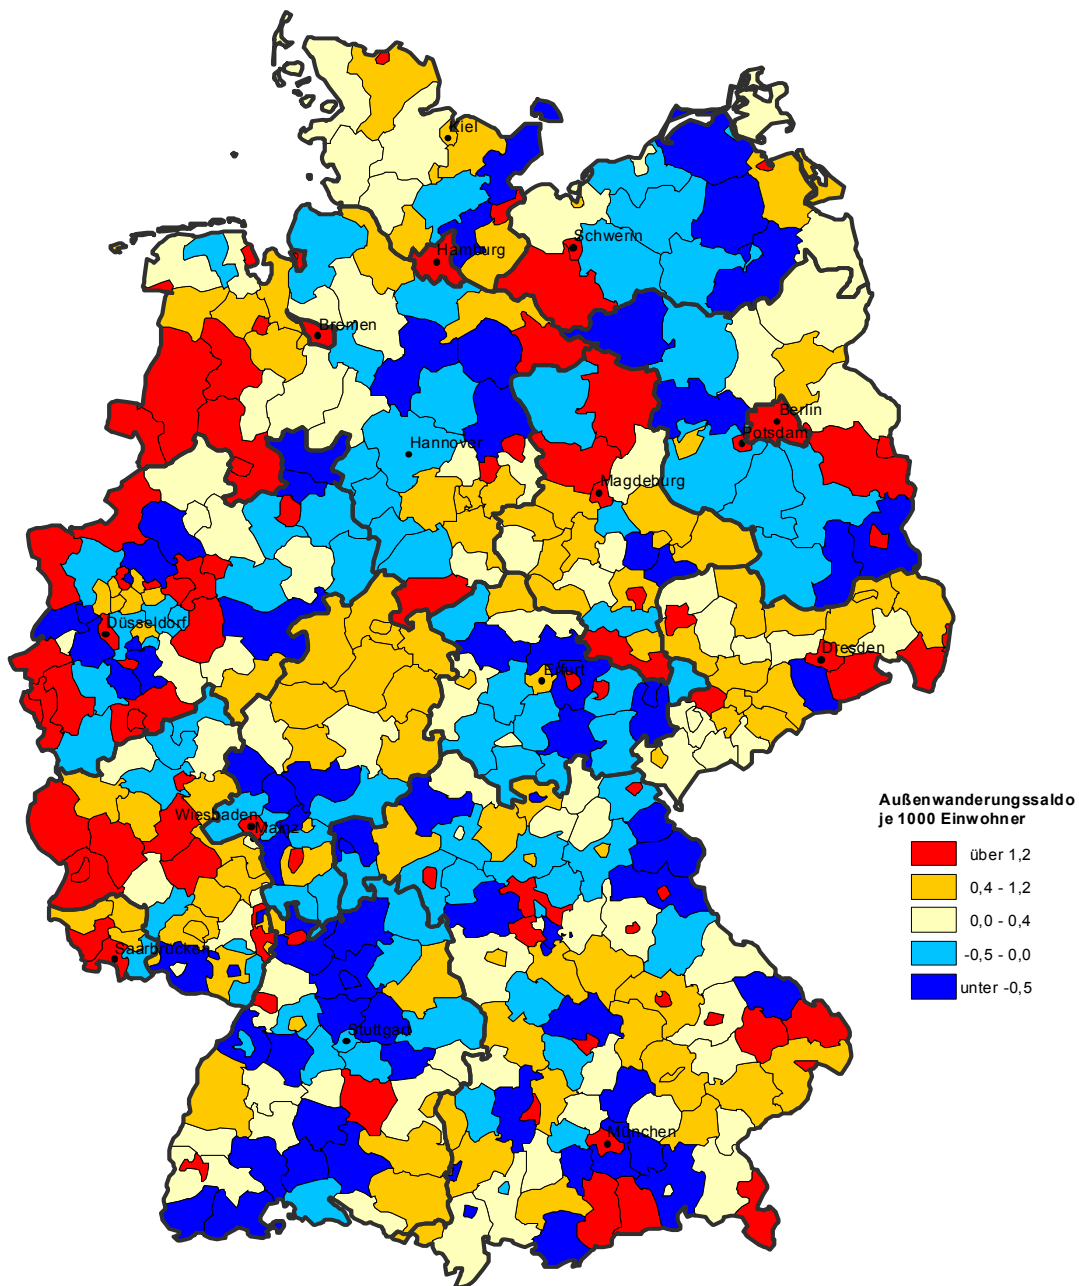 Kiel
Schwerin
Hamburg
Bremen
Berlin
Potsdam
Hannover
Magdeburg
Düsseldorf
Dresden
Erfurt
Wiesbaden
Mainz
Saarbrücken
Stuttgart
München
Außenwanderungssaldo
je 1000 Einwohner
über 1,2
0,4 - 1,2
0,0 - 0,4
-0,5 - 0,0
unter -0,5